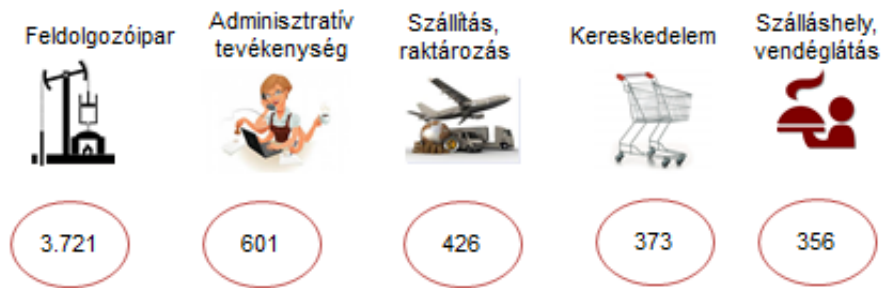 Feldolgozóipar
Adminisztratív
tevékenység
Szállítás,
raktározás
Kereskedelem
Szálláshely,
vendéglátás
3.721
601
426
373
356